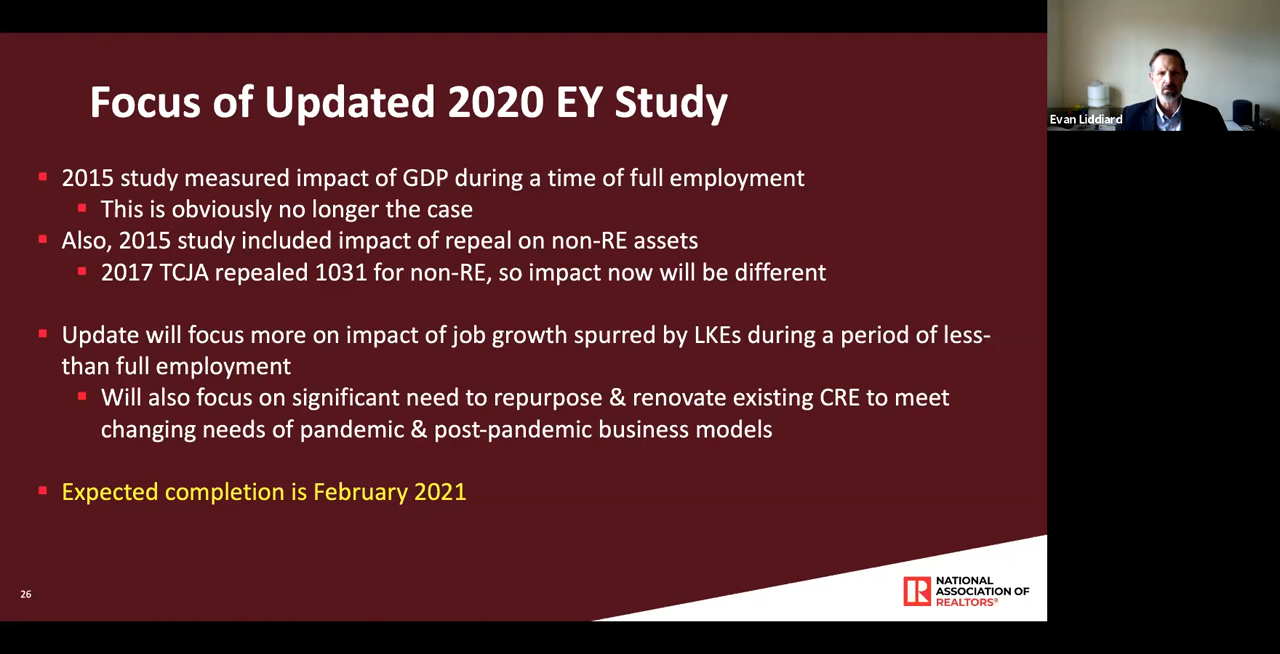 Focus of Updated 2020 EY Study
2015 study measured impact of GDP during a time of full employment
This is obviously no longer the case
Also, 2015 study included impact of repeal on non-RE assets
2017 TCJA repealed 1031 for non-RE, so impact now will be different
Update will focus more on impact of job growth spurred by LKEs during a period of less-
than full employment
Will also focus on significant need to repurpose & renovate existing CRE to meet
changing needs of pandemic & post-pandemic business models
Expected completion is February 2021
26
NATIONAL
ASSOCIATION OF
REALTORS®
Evan Liddiard